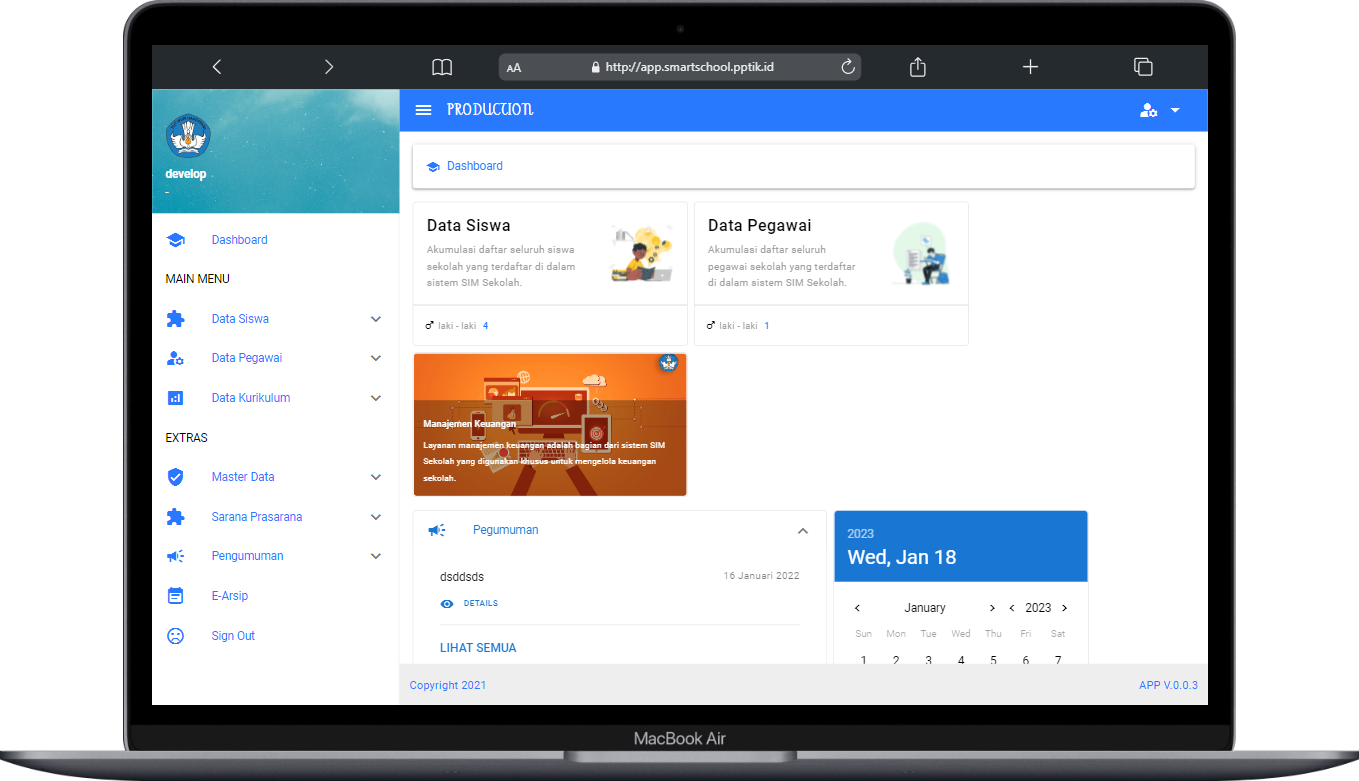 AA
http://app.smartschool.pptik.id
PRODUCTION
develop
-
Dashboard
MAIN MENU
Data Siswa
Data Pegawai
Data Kurikulum
EXTRAS
Master Data
Sarana Prasarana
Pengumuman
E-Arsip
Sign Out
Dashboard
Data Siswa
Akumulasi daftar seluruh siswa
sekolah yang terdaftar di dalam
sistem SIM Sekolah.
laki - laki 4
Data Pegawai
Akumulasi daftar seluruh
pegawai sekolah yang terdaftar
di dalam sistem SIM Sekolah.
laki - laki 1
Manajemen Keuangan
Layanan manajemen keuangan adalah bagian dari sistem SIM
Sekolah yang digunakan khusus untuk mengelola keuangan
sekolah.
Pegumuman
dsddsds
16 Januari 2022
DETAILS
LIHAT SEMUA
2023
Wed, Jan 18
January 2023
Sun Mon Tue Wed Thu Fri Sat
1 2 3 4 5 6 7
Copyright 2021
APP V.0.0.3
MacBook Air